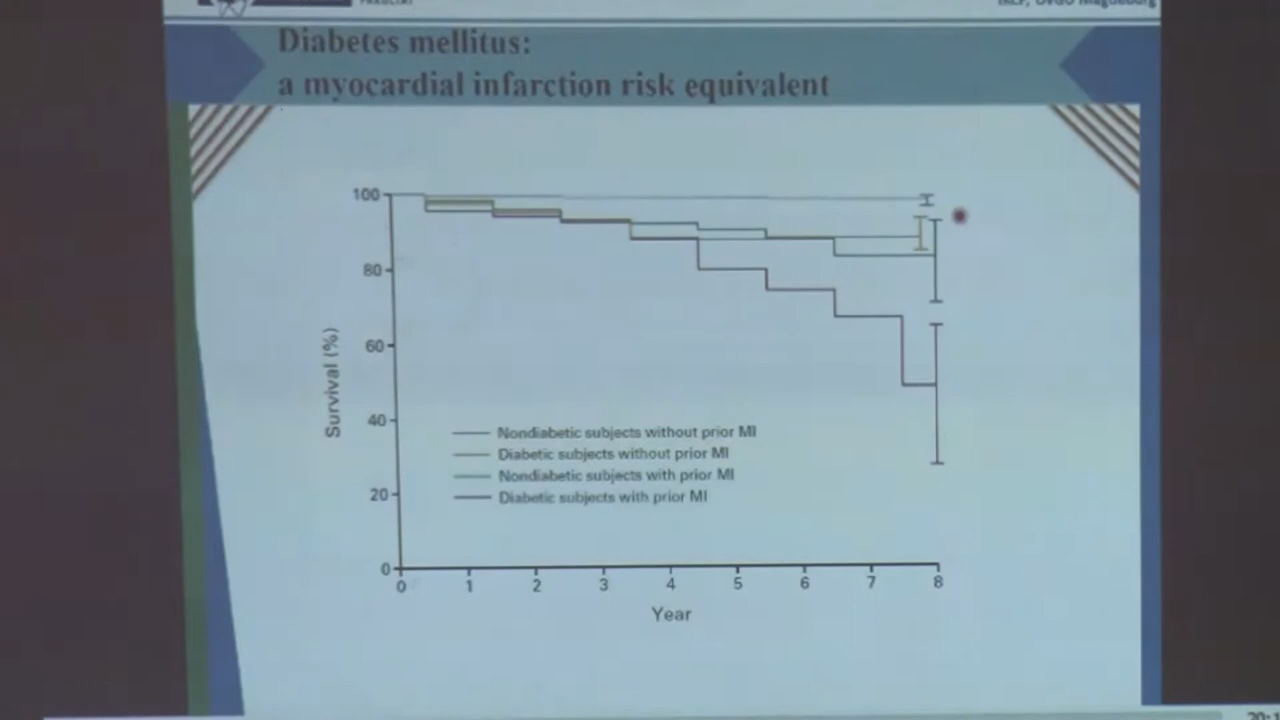 Diabetes mellitus:
a myocardial infarction risk equivalent
100
80
60
40
20
0
Survival (%)
Nondiabetic subjects without prior MI
Diabetic subjects without prior MI
Nondiabetic subjects with prior MI
Diabetic subjects with prior MI
0 1 2 3 4 5 6 7 8
Year